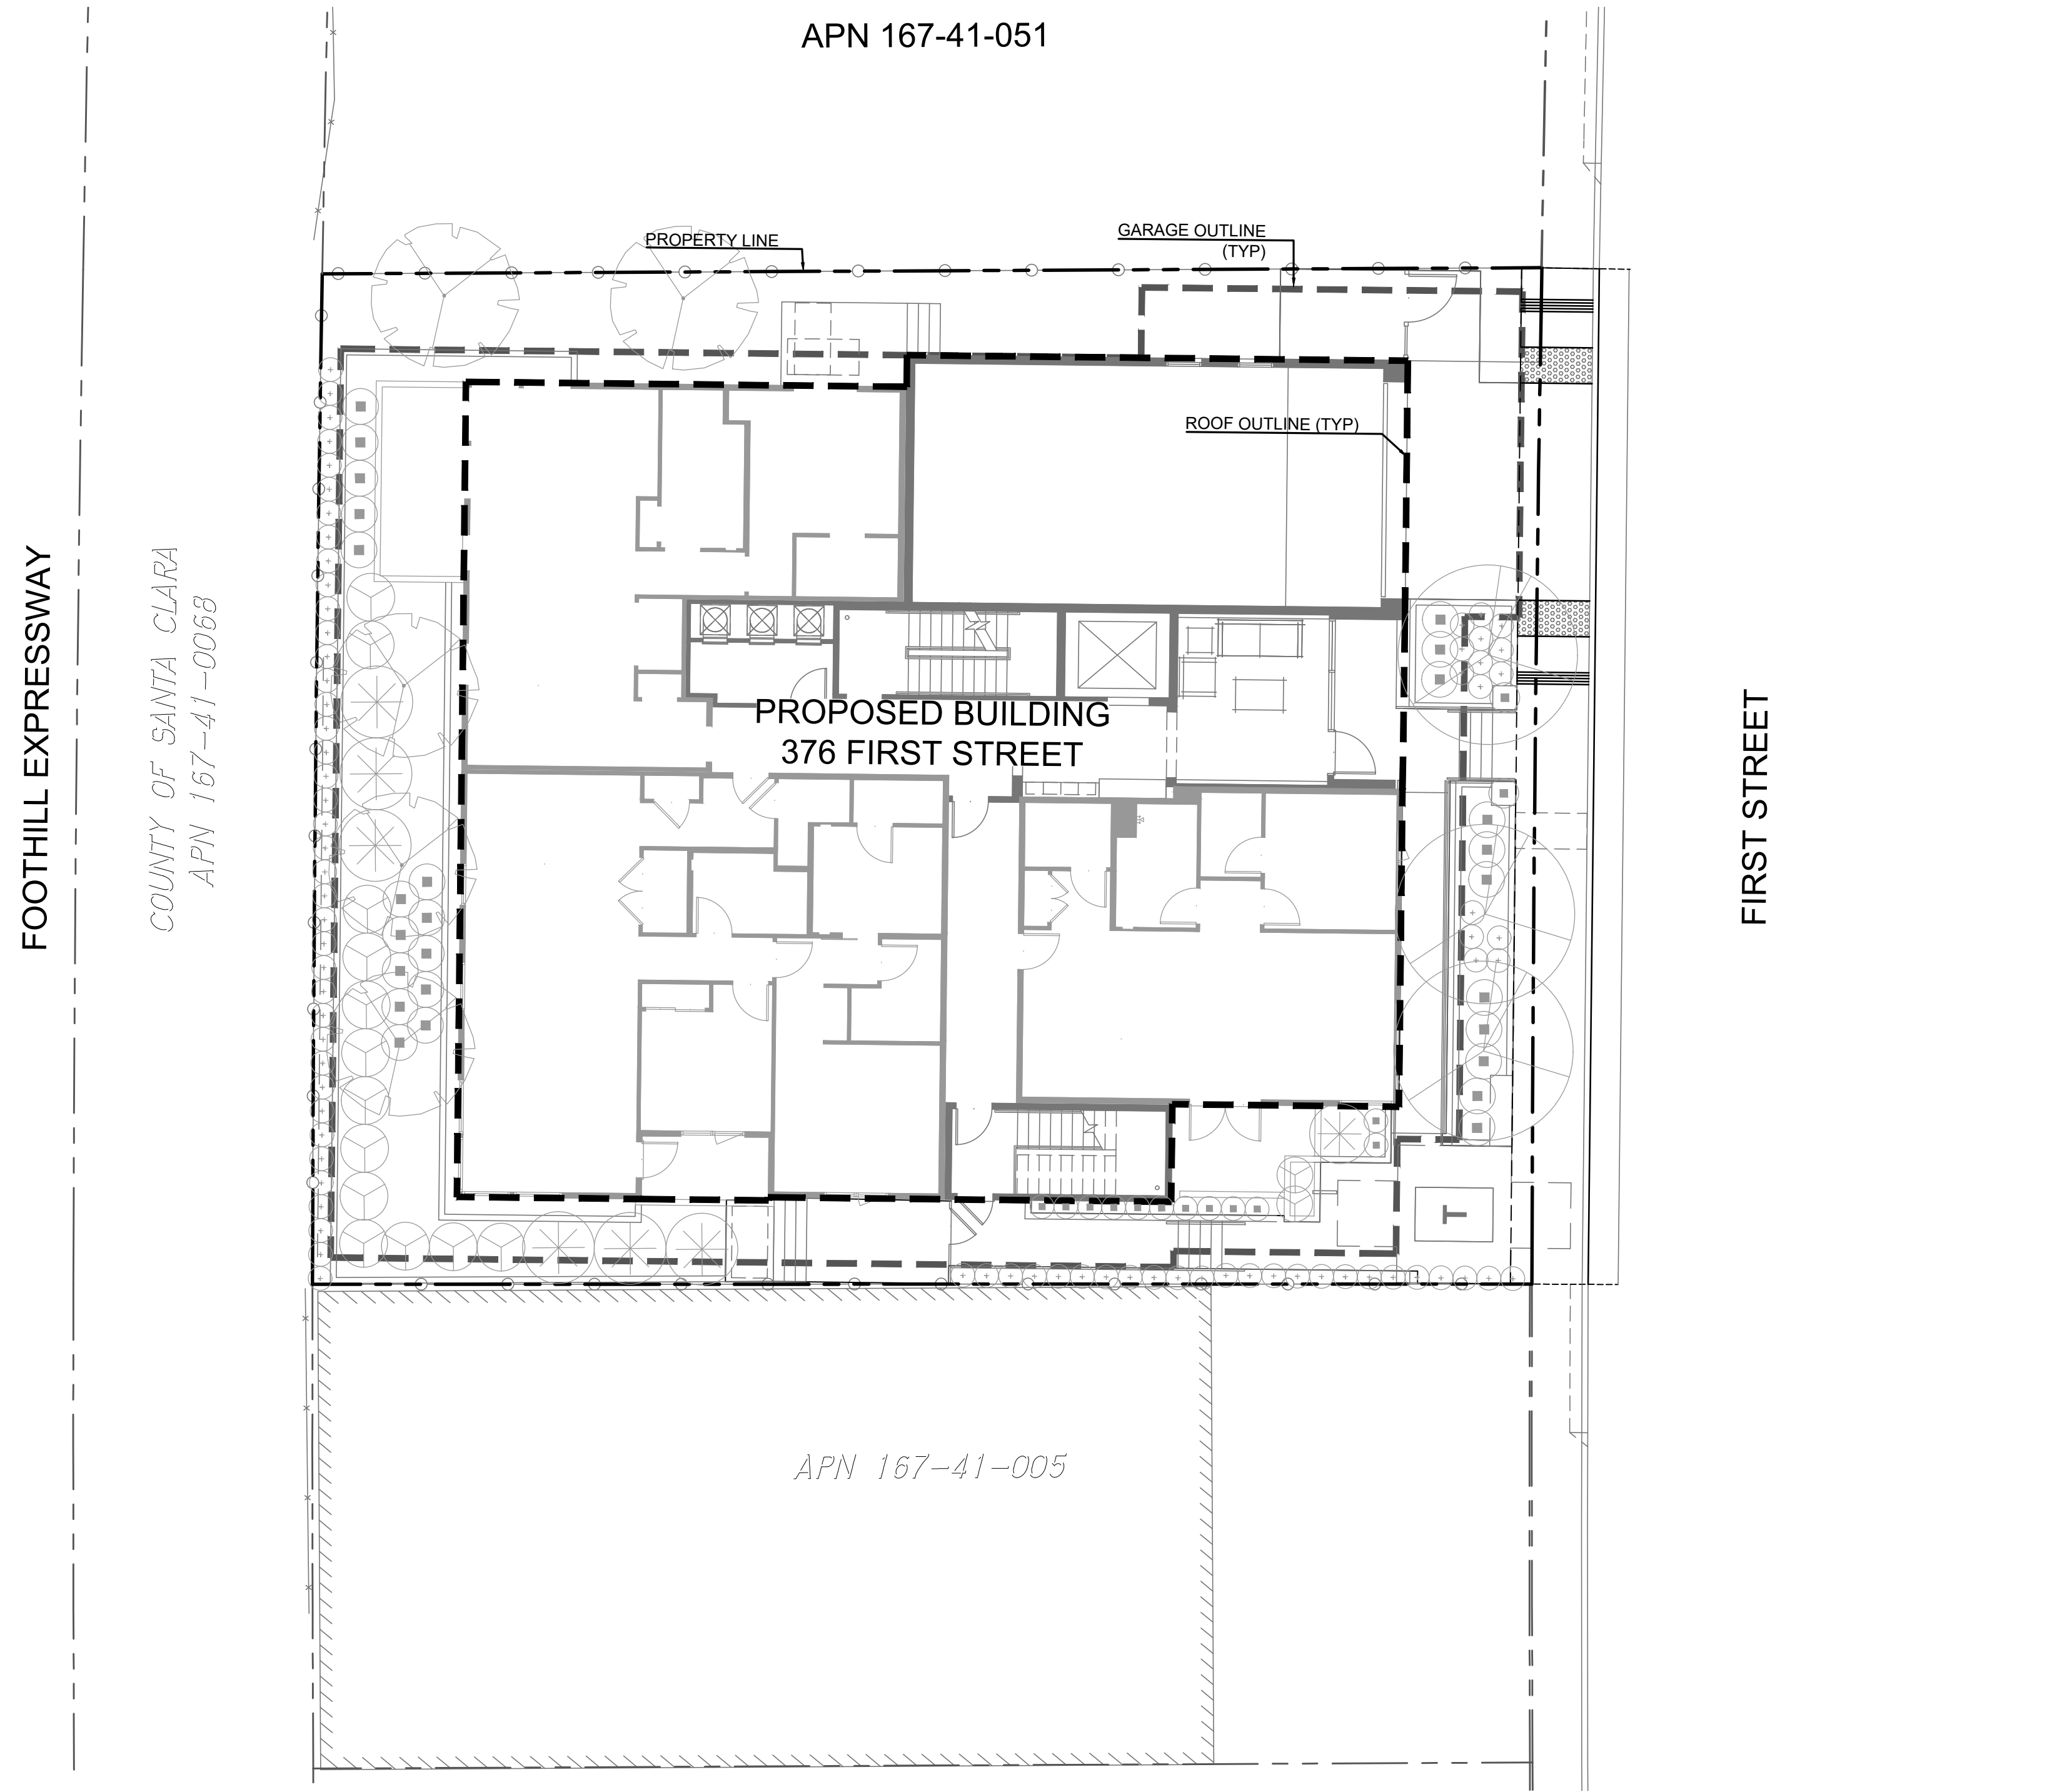 APN 167-41-051
PROPERTY LINE
GARAGE OUTLINE
(TYP)
ROOF OUTLINE (TYP)
FOOTHILL EXPRESSWAY
COUNTY OF SANTA CLARA
APN 167-41-0068
PROPOSED BUILDING
376 FIRST STREET
FIRST STREET
T
APN 167-41-005